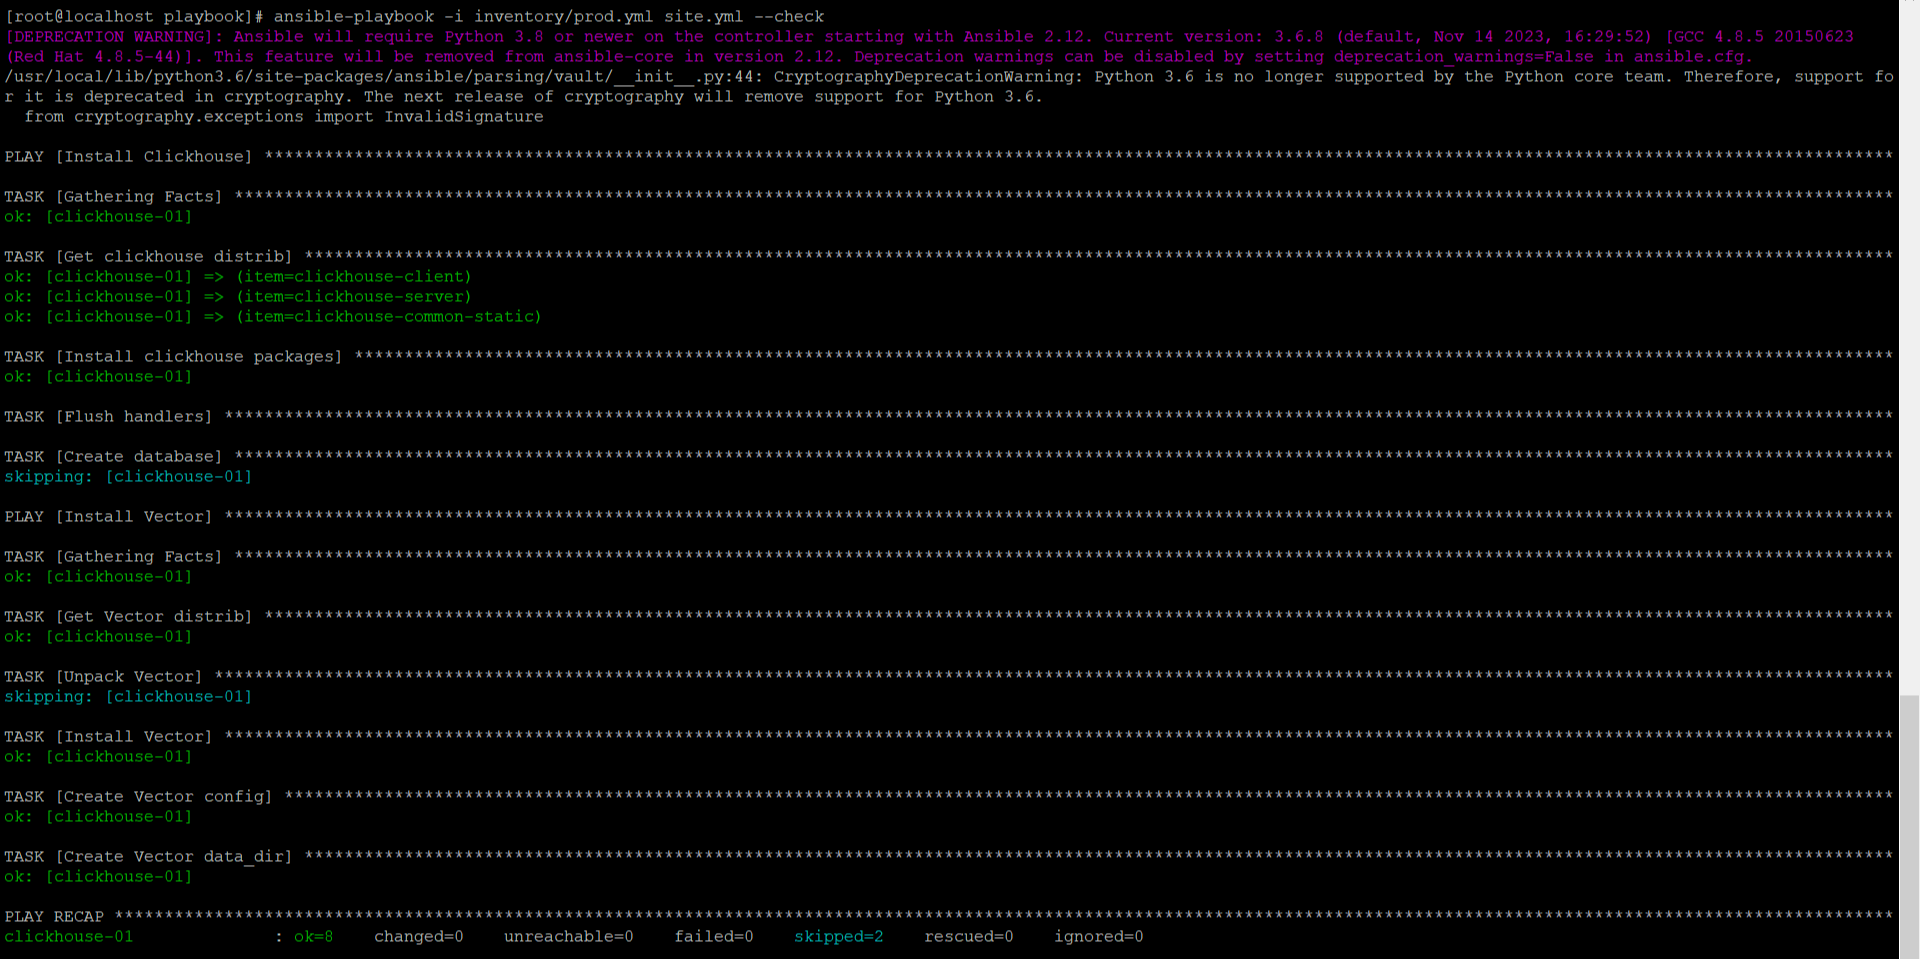 [root@localhost playbook]# ansible-playbook -i inventory/prod.yml site.yml --check
[DEPRECATION WARNING]: Ansible will require Python 3.8 or newer on the controller starting with Ansible 2.12. Current version: 3.6.8 (default, Nov 14 2023, 16:29:52) [GCC 4.8.5 20150623
(Red Hat 4.8.5-44)]. This feature will be removed from ansible-core in version 2.12. Deprecation warnings can be disabled by setting deprecation_warnings=False in ansible.cfg.
/usr/local/lib/python3.6/site-packages/ansible/parsing/vault/__init__.py:44: CryptographyDeprecationWarning: Python 3.6 is no longer supported by the Python core team. Therefore, support fo
r it is deprecated in cryptography. The next release of cryptography will remove support for Python 3.6.
  from cryptography.exceptions import InvalidSignature
PLAY [Install Clickhouse] *******************************************************************************************************************************************************************
TASK [Gathering Facts] **********************************************************************************************************************************************************************
ok: [clickhouse-01]
TASK [Get clickhouse distrib] ***************************************************************************************************************************************************************
ok: [clickhouse-01] => (item=clickhouse-client)
ok: [clickhouse-01] => (item=clickhouse-server)
ok: [clickhouse-01] => (item=clickhouse-common-static)
TASK [Install clickhouse packages] **********************************************************************************************************************************************************
ok: [clickhouse-01]
TASK [Flush handlers] ***********************************************************************************************************************************************************************
TASK [Create database] **********************************************************************************************************************************************************************
skipping: [clickhouse-01]
PLAY [Install Vector] ***********************************************************************************************************************************************************************
TASK [Gathering Facts] **********************************************************************************************************************************************************************
ok: [clickhouse-01]
TASK [Get Vector distrib] *******************************************************************************************************************************************************************
ok: [clickhouse-01]
TASK [Unpack Vector] ************************************************************************************************************************************************************************
skipping: [clickhouse-01]
TASK [Install Vector] ***********************************************************************************************************************************************************************
ok: [clickhouse-01]
TASK [Create Vector config] *****************************************************************************************************************************************************************
ok: [clickhouse-01]
TASK [Create Vector data_dir] ***************************************************************************************************************************************************************
ok: [clickhouse-01]
PLAY RECAP **********************************************************************************************************************************************************************************
clickhouse-01              : ok=8    changed=0    unreachable=0    failed=0    skipped=2    rescued=0    ignored=0